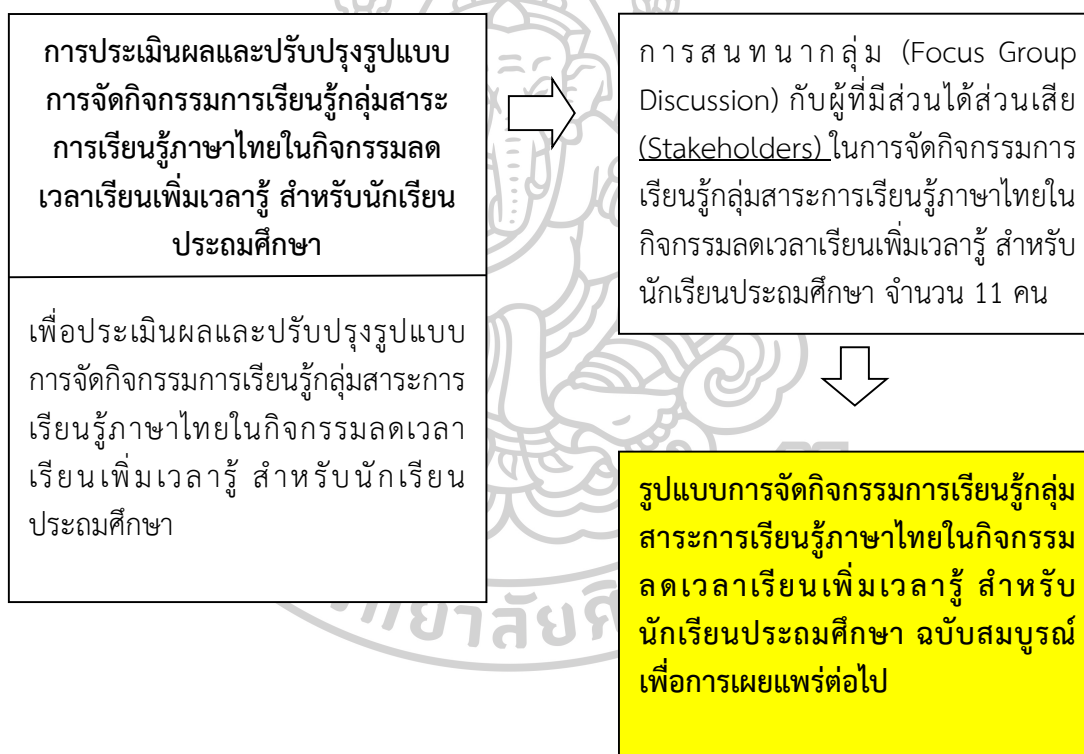 การประเมินผลและปรับปรุงรูปแบบ
การจัดกิจกรรมการเรียนรู้กลุ่มสาระ
การเรียนรู้ภาษาไทยในกิจกรรมลด
เวลาเรียนเพิ่มเวลารู้ สำหรับนักเรียน
ประถมศึกษา
เพื่อประเมินผลและปรับปรุงรูปแบบ
การจัดกิจกรรมการเรียนรู้กลุ่มสาระการ
เรียนรู้ภาษาไทยในกิจกรรมลดเวลา
เรียนเพิ่มเวลารู้ สำหรับนักเรียน
ประถมศึกษา
การสนทนากลุ่ม (Focus Group
Discussion) กับผู้ที่มีส่วนได้ส่วนเสีย
(Stakeholders) ในการจัดกิจกรรมการ
เรียนรู้กลุ่มสาระการเรียนรู้ภาษาไทยใน
กิจกรรมลดเวลาเรียนเพิ่มเวลารู้ สำหรับ
นักเรียนประถมศึกษา จำนวน 11 คน
รูปแบบการจัดกิจกรรมการเรียนรู้กลุ่ม
สาระการเรียนรู้ภาษาไทยในกิจกรรม
ลดเวลาเรียนเพิ่มเวลารู้ สำหรับ
นักเรียนประถมศึกษา ฉบับสมบูรณ์
เพื่อการเผยแพร่ต่อไป